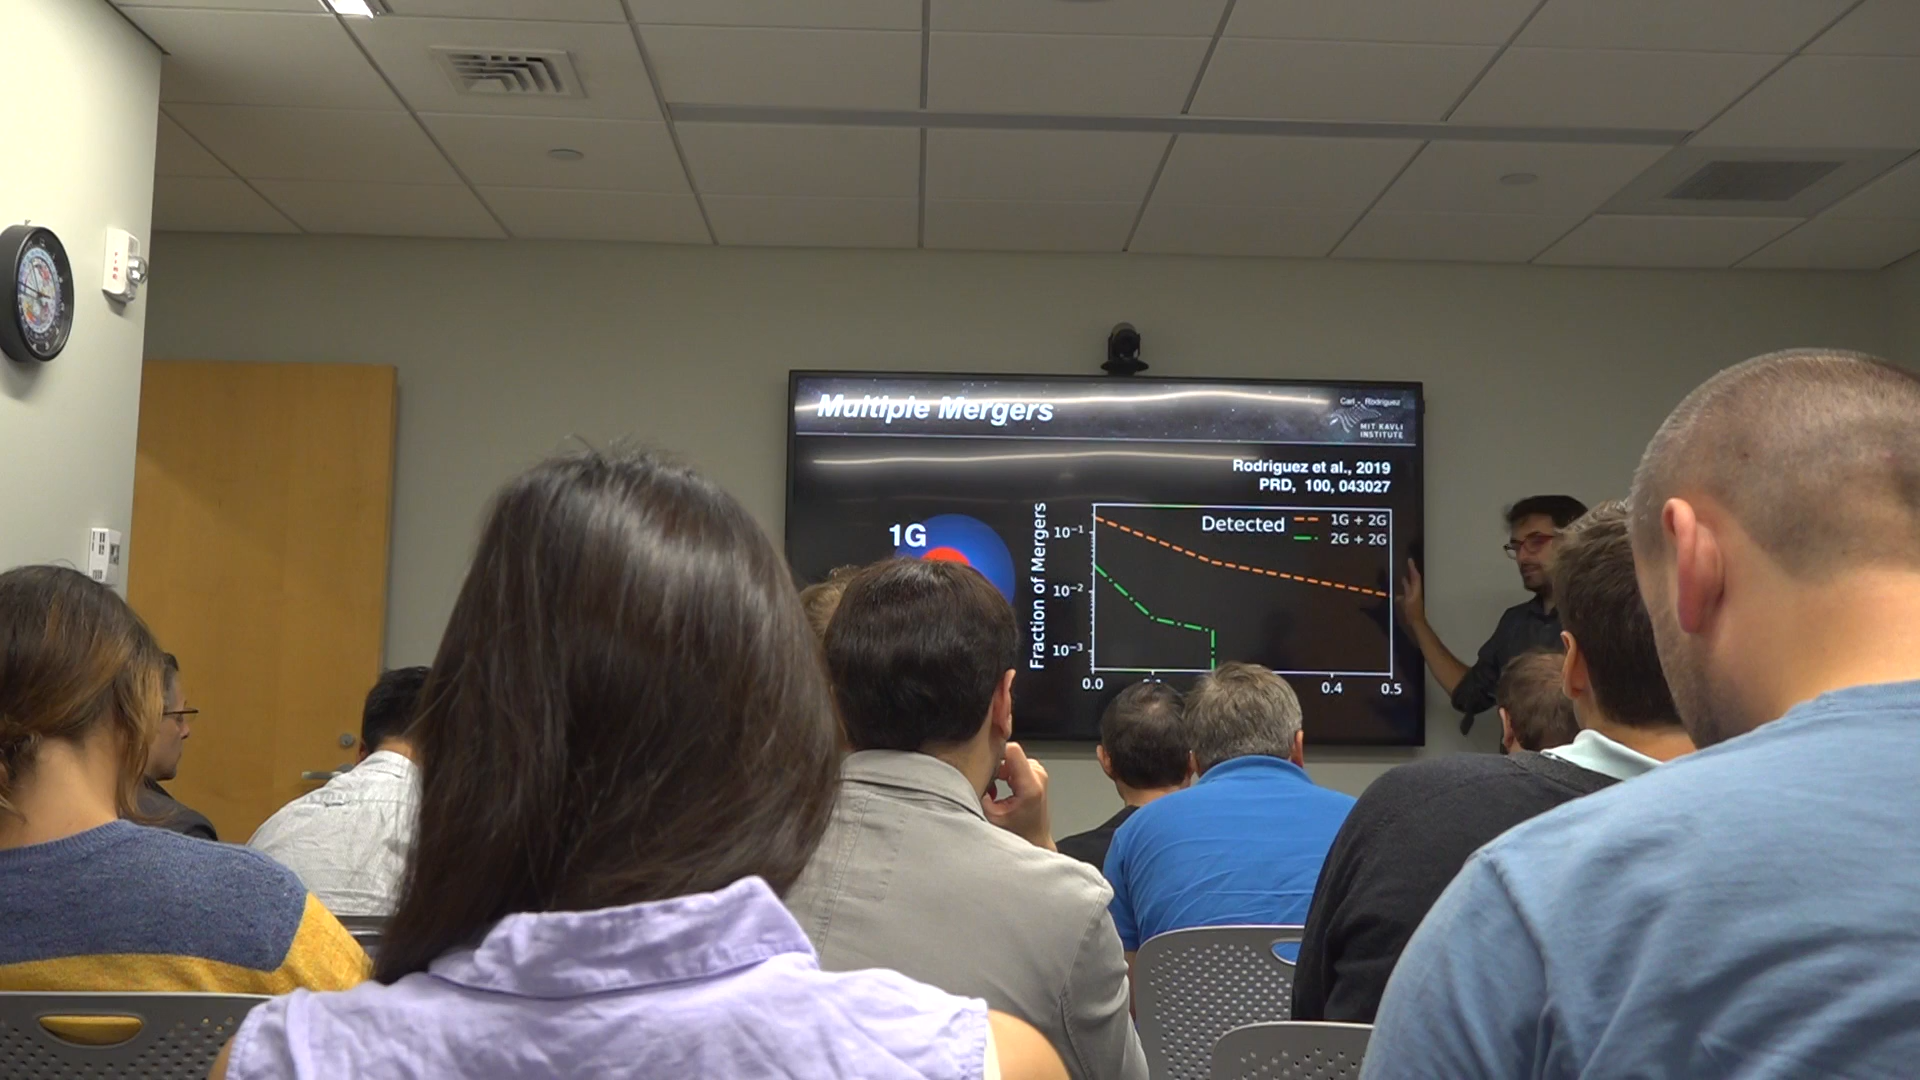 Multiple Mergers
Carl Rodriguez
MIT KAVLI
INSTITUTE
Rodriguez et al., 2019
PRD, 100, 043027
1G
Fraction of Mergers
10⁻¹
10⁻²
10⁻³
Detected
1G + 2G
2G + 2G
0.0
0.4
0.5
FIRE